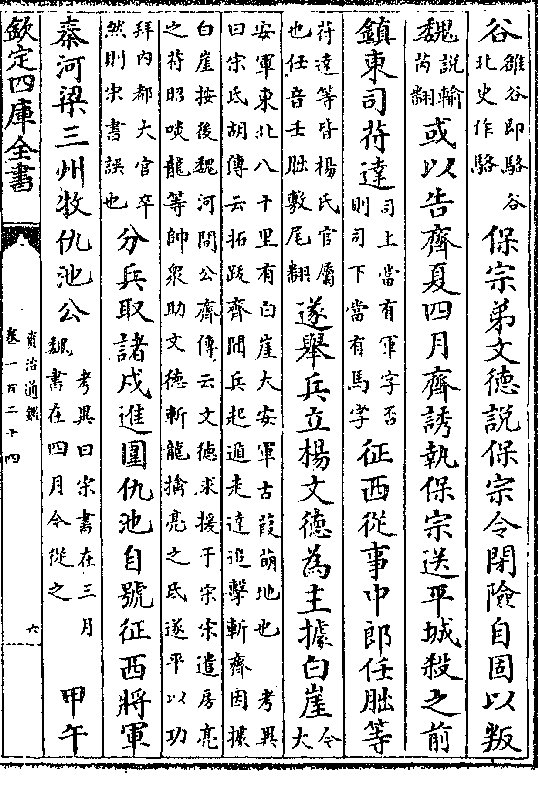 谷雒谷即駱谷北史作駱保宗弟文德説保宗令閉險自固以叛
魏説輸芮翻或以告齊夏四月齊誘執保宗送平城殺之前
鎮東司苻達司上當有軍字否則司下當有馬字征西從事中郎任朏等
苻達等皆楊氏官屬也任音壬朏敷尾翻遂舉兵立楊文德為主據白崖今大
安軍東北八十里有白崖大安軍古葭萌地也考異曰宋氏胡傳云拓跋齊聞兵起遁走達追擊斬齊因據
白崖按後魏河間公齊傳云文德求援于宋宋遣房亮之苻昭啖龍等帥衆助文德斬龍擒亮之氐遂平以功
拜内都大官卒然則宋書誤也分兵取諸戍進圍仇池自號征西將軍
秦河梁三州牧仇池公考異曰宋書在三月魏書在四月今從之甲午
欽定四庫全書
資治通鑑
卷一百二十四
六